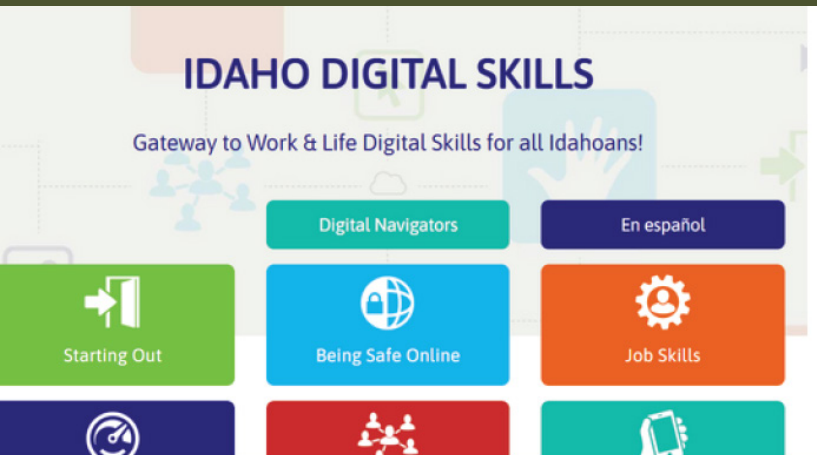 IDAHO DIGITAL SKILLS
Gateway to Work & Life Digital Skills for all Idahoans!
Digital Navigators
En español
Starting Out
Being Safe Online
Job Skills